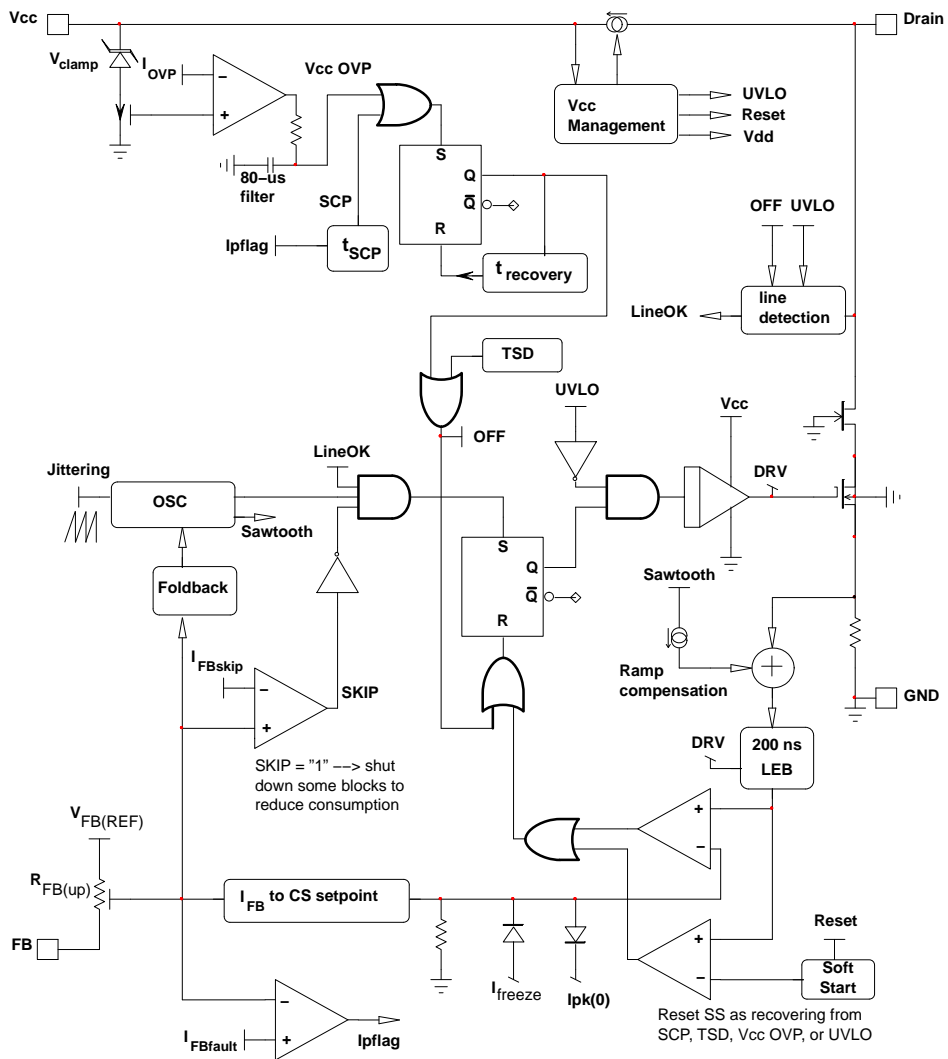 Vcc
Drain
Vclamp
IOVP
−
+
Vcc OVP
80−us
filter
SCP
Ipflag
tSCP
S
Q
Q
R
trecovery
Vcc
Management
UVLO
Reset
Vdd
OFF UVLO
LineOK
line
detection
TSD
OFF
UVLO
Vcc
DRV
LineOK
Jittering
OSC
Sawtooth
Foldback
S
Q
Q
R
Sawtooth
Ramp
compensation
GND
IFBskip
−
+
SKIP
SKIP = ”1” −−> shut
down some blocks to
reduce consumption
DRV
200 ns
LEB
VFB(REF)
RFB(up)
FB
IFB to CS setpoint
+
−
Ifreeze
Ipk(0)
+
−
Reset
Soft
Start
Reset SS as recovering from
SCP, TSD, Vcc OVP, or UVLO
IFBfault
−
+
Ipflag